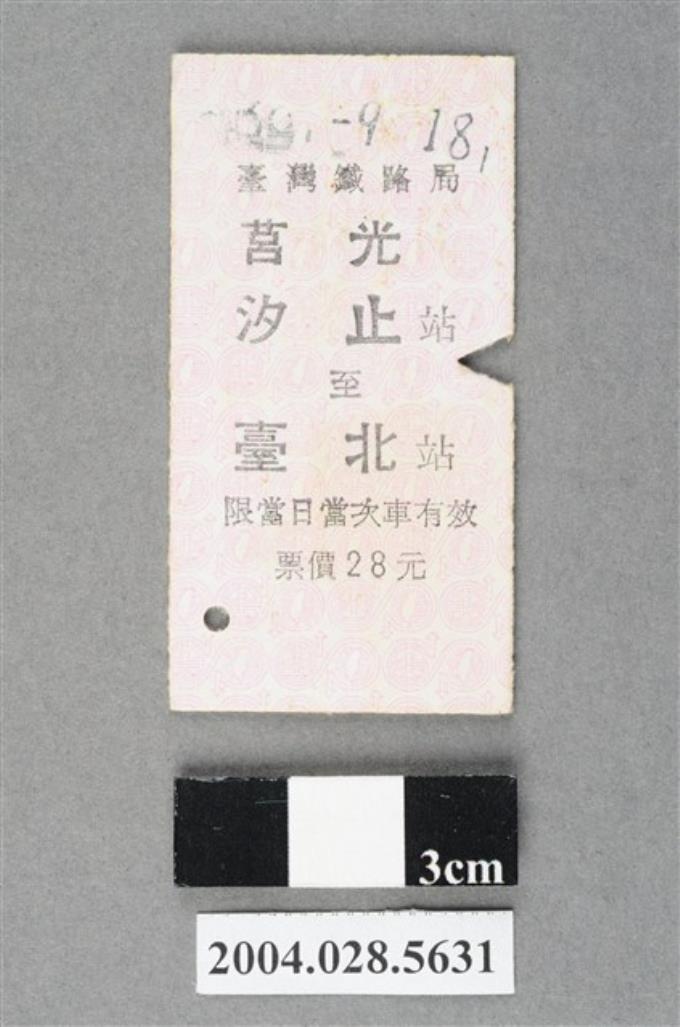 -9 18,
臺灣鐵路局
莒光
汐止站
至
臺北站
限當日當次車有效
票價28元
3cm
2004.028.5631